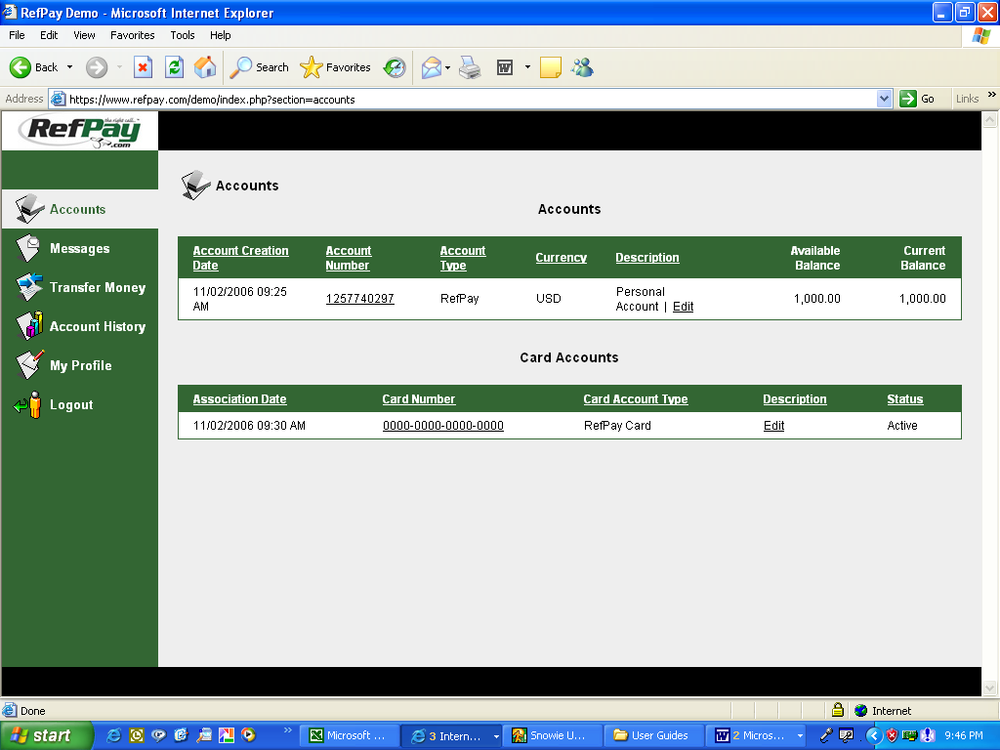 RefPay Demo - Microsoft Internet Explorer
File Edit View Favorites Tools Help
Back Search Favorites
Address https://www.refpay.com/demo/index.php?section=accounts Go Links »
the right call...
RefPay
.com
Accounts
Messages
Transfer Money
Account History
My Profile
Logout
Accounts
Accounts
Account Creation Date Account Number Account Type Currency Description Available Balance Current Balance
11/02/2006 09:25 AM 1257740297 RefPay USD Personal Account | Edit 1,000.00 1,000.00
Card Accounts
Association Date Card Number Card Account Type Description Status
11/02/2006 09:30 AM 0000-0000-0000-0000 RefPay Card Edit Active
Done Internet
start » Microsoft ... 3 Intern... Snowie U... User Guides 2 Micros... 9:46 PM